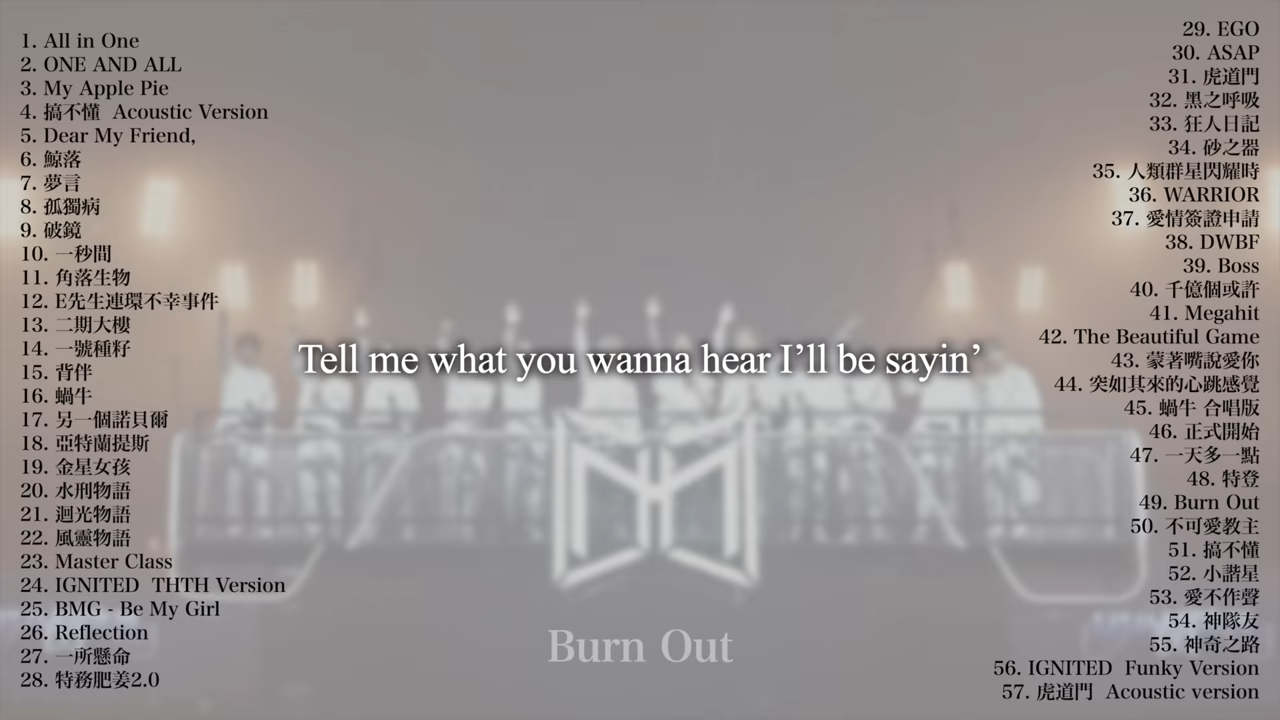 1. All in One
2. ONE AND ALL
3. My Apple Pie
4. 搞不懂  Acoustic Version
5. Dear My Friend,
6. 鯨落
7. 夢言
8. 孤獨病
9. 破鏡
10. 一秒間
11. 角落生物
12. E先生連環不幸事件
13. 二期大樓
14. 一號種籽
15. 背伴
16. 蝸牛
17. 另一個諾貝爾
18. 亞特蘭提斯
19. 金星女孩
20. 水刑物語
21. 迴光物語
22. 風靈物語
23. Master Class
24. IGNITED  THTH Version
25. BMG - Be My Girl
26. Reflection
27. 一所懸命
28. 特務肥姜2.0
Tell me what you wanna hear I’ll be sayin’
Burn Out
29. EGO
30. ASAP
31. 虎道門
32. 黑之呼吸
33. 狂人日記
34. 砂之器
35. 人類群星閃耀時
36. WARRIOR
37. 愛情簽證申請
38. DWBF
39. Boss
40. 千億個或許
41. Megahit
42. The Beautiful Game
43. 蒙著嘴說愛你
44. 突如其來的心跳感覺
45. 蝸牛 合唱版
46. 正式開始
47. 一天多一點
48. 特登
49. Burn Out
50. 不可愛教主
51. 搞不懂
52. 小諧星
53. 愛不作聲
54. 神隊友
55. 神奇之路
56. IGNITED  Funky Version
57. 虎道門  Acoustic version